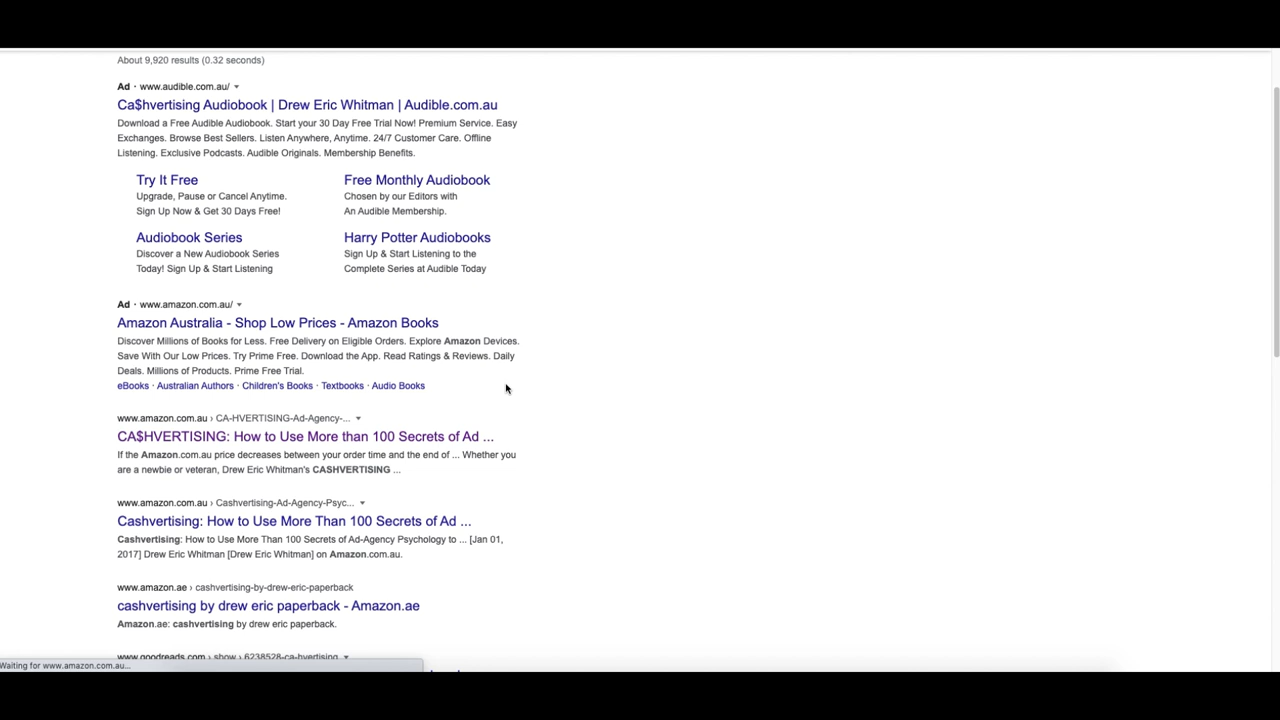 About 9,920 results (0.32 seconds)
Ad · www.audible.com.au/
Ca$hvertising Audiobook | Drew Eric Whitman | Audible.com.au
Download a Free Audible Audiobook. Start your 30 Day Free Trial Now! Premium Service. Easy
Exchanges. Browse Best Sellers. Listen Anywhere, Anytime. 24/7 Customer Care. Offline
Listening. Exclusive Podcasts. Audible Originals. Membership Benefits.
Try It Free
Upgrade, Pause or Cancel Anytime.
Sign Up Now & Get 30 Days Free!
Free Monthly Audiobook
Chosen by our Editors with
An Audible Membership.
Audiobook Series
Discover a New Audiobook Series
Today! Sign Up & Start Listening
Harry Potter Audiobooks
Sign Up & Start Listening to the
Complete Series at Audible Today
Ad · www.amazon.com.au/
Amazon Australia - Shop Low Prices - Amazon Books
Discover Millions of Books for Less. Free Delivery on Eligible Orders. Explore Amazon Devices.
Save With Our Low Prices. Try Prime Free. Download the App. Read Ratings & Reviews. Daily
Deals. Millions of Products. Prime Free Trial.
eBooks · Australian Authors · Children's Books · Textbooks · Audio Books
www.amazon.com.au › CA-HVERTISING-Ad-Agency-...
CA$HVERTISING: How to Use More than 100 Secrets of Ad ...
If the Amazon.com.au price decreases between your order time and the end of ... Whether you
are a newbie or veteran, Drew Eric Whitman's CASHVERTISING ...
www.amazon.com.au › Cashvertising-Ad-Agency-Psyc...
Cashvertising: How to Use More Than 100 Secrets of Ad ...
Cashvertising: How to Use More Than 100 Secrets of Ad-Agency Psychology to ... [Jan 01,
2017] Drew Eric Whitman [Drew Eric Whitman] on Amazon.com.au.
www.amazon.ae › cashvertising-by-drew-eric-paperback
cashvertising by drew eric paperback - Amazon.ae
Amazon.ae: cashvertising by drew eric paperback.
www.goodreads.com › show › 6238528-ca-hvertising
Waiting for www.amazon.com.au...